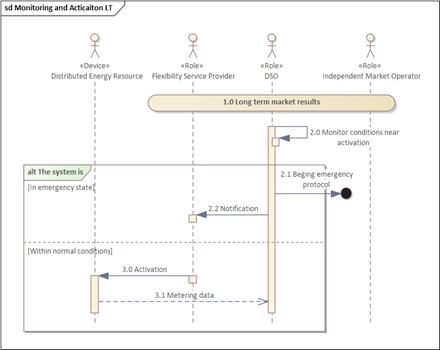 sd Monitoring and Acticaiton LT
«Device»
Distributed Energy Resource
«Role»
Flexibility Service Provider
«Role»
DSO
«Role»
Independent Market Operator
1.0 Long term market results
2.0 Monitor conditions near
activation
alt The system is
[In emergency state]
2.1 Beging emergency
protocol
2.2 Notification
[Within normal conditions]
3.0 Activation
3.1 Metering data